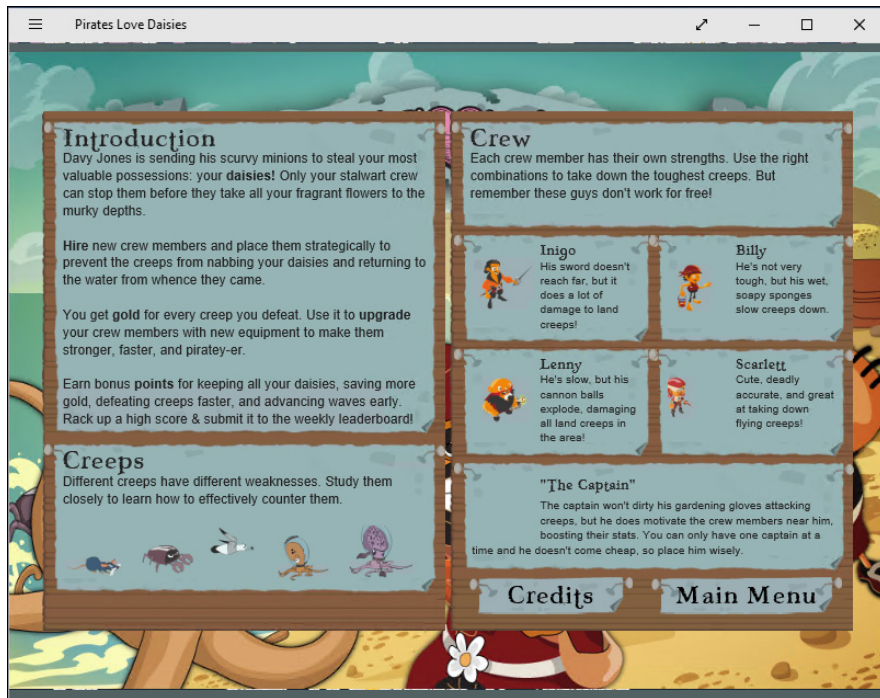 Pirates Love Daisies
Introduction
Davy Jones is sending his scurvy minions to steal your most
valuable possessions: your daisies! Only your stalwart crew
can stop them before they take all your fragrant flowers to the
murky depths.
Hire new crew members and place them strategically to
prevent the creeps from nabbing your daisies and returning to
the water from whence they came.
You get gold for every creep you defeat. Use it to upgrade
your crew members with new equipment to make them
stronger, faster, and piratey-er.
Earn bonus points for keeping all your daisies, saving more
gold, defeating creeps faster, and advancing waves early.
Rack up a high score & submit it to the weekly leaderboard!
Creeps
Different creeps have different weaknesses. Study them
closely to learn how to effectively counter them.
Crew
Each crew member has their own strengths. Use the right
combinations to take down the toughest creeps. But
remember these guys don't work for free!
Inigo
His sword doesn't
reach far, but it
does a lot of
damage to land
creeps!
Billy
He's not very
tough, but his wet,
soapy sponges
slow creeps down.
Lenny
He's slow, but his
cannon balls
explode, damaging
all land creeps in
the area!
Scarlett
Cute, deadly
accurate, and great
at taking down
flying creeps!
"The Captain"
The captain won't dirty his gardening gloves attacking
creeps, but he does motivate the crew members near him,
boosting their stats. You can only have one captain at a
time and he doesn't come cheap, so place him wisely.
Credits
Main Menu